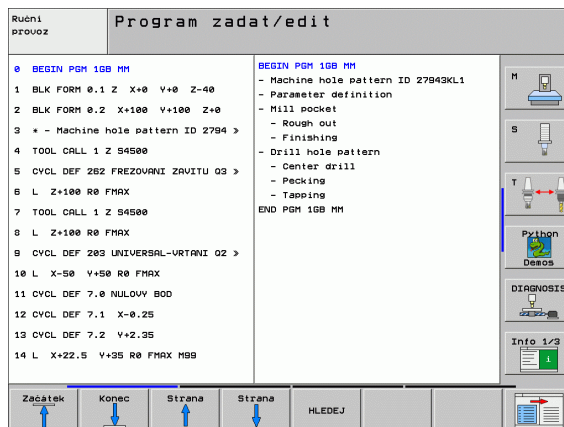 Ručni
provoz
Program zadat/edit
0 BEGIN PGM 1GB MM
1 BLK FORM 0.1 Z X+0 Y+0 Z-40
2 BLK FORM 0.2 X+100 Y+100 Z+0
3 * - Machine hole pattern ID 2794 »
4 TOOL CALL 1 Z S4500
5 CYCL DEF 262 FREZOVANI ZAVITU Q3 »
6 L Z+100 R0 FMAX
7 TOOL CALL 1 Z S4500
8 L Z+100 R0 FMAX
9 CYCL DEF 203 UNIVERSAL-VRTANI Q2 »
10 L X-50 Y+50 R0 FMAX
11 CYCL DEF 7.0 NULOVY BOD
12 CYCL DEF 7.1 X-0.25
13 CYCL DEF 7.2 Y+2.35
14 L X+22.5 Y+35 R0 FMAX M99
BEGIN PGM 1GB MM
- Machine hole pattern ID 27943KL1
- Parameter definition
- Mill pocket
- Rough out
- Finishing
- Drill hole pattern
- Center drill
- Pecking
- Tapping
END PGM 1GB MM
M
S
T
Python
Demos
DIAGNOSIS
Info 1/3
i
Začátek
Konec
Strana
Strana
HLEDEJ